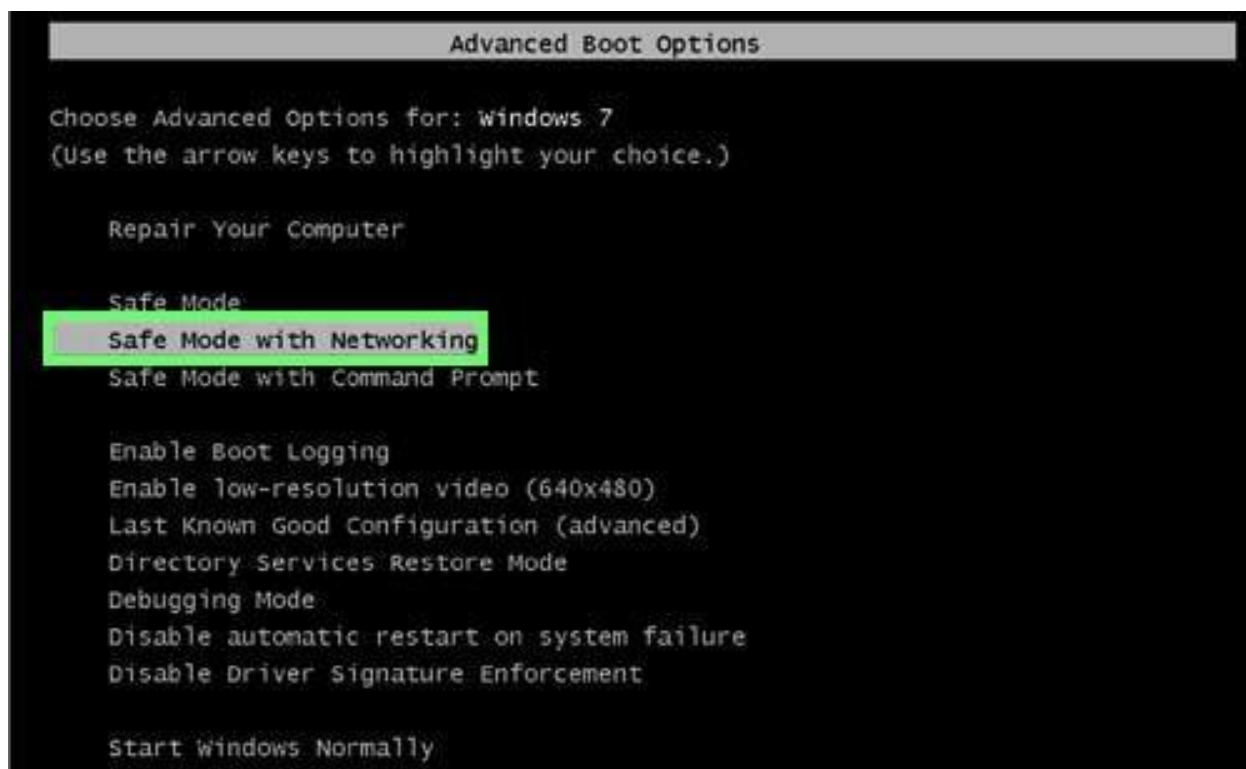 Advanced Boot Options
Choose Advanced Options for: Windows 7
(Use the arrow keys to highlight your choice.)
Repair Your Computer
Safe Mode
Safe Mode with Networking
Safe Mode with Command Prompt
Enable Boot Logging
Enable low-resolution video (640x480)
Last Known Good Configuration (advanced)
Directory Services Restore Mode
Debugging Mode
Disable automatic restart on system failure
Disable Driver Signature Enforcement
Start Windows Normally